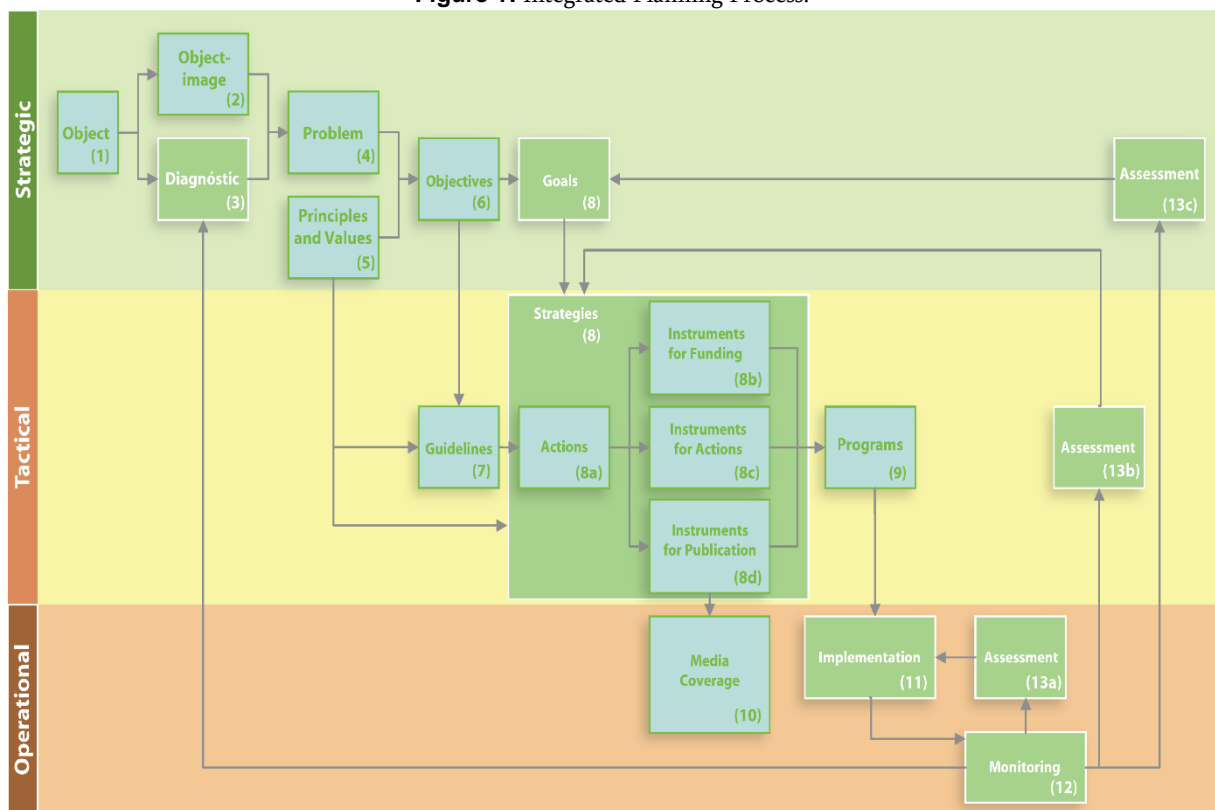 Figure 1. Integrated Planning Process.
Strategic
Object
(1)
Object-
image
(2)
Diagnóstic
(3)
Problem
(4)
Principles
and Values
(5)
Objectives
(6)
Goals
(8)
Assessment
(13c)
Tactical
Strategies
(8)
Guidelines
(7)
Actions
(8a)
Instruments
for Funding
(8b)
Instruments
for Actions
(8c)
Instruments
for Publication
(8d)
Programs
(9)
Assessment
(13b)
Operational
Media
Coverage
(10)
Implementation
(11)
Assessment
(13a)
Monitoring
(12)